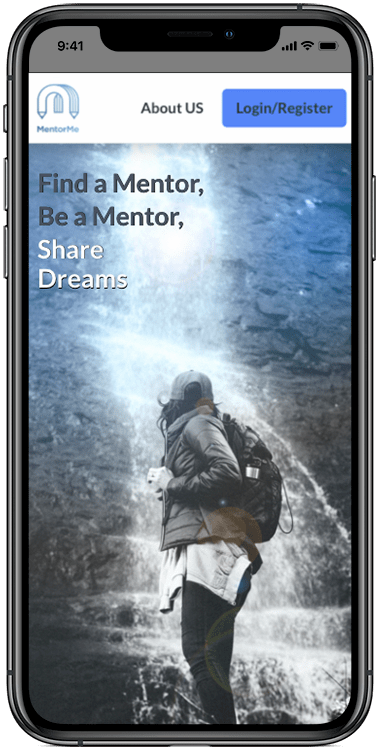 9:41
MentorMe
About US
Login/Register
Find a Mentor,
Be a Mentor,
Share
Dreams